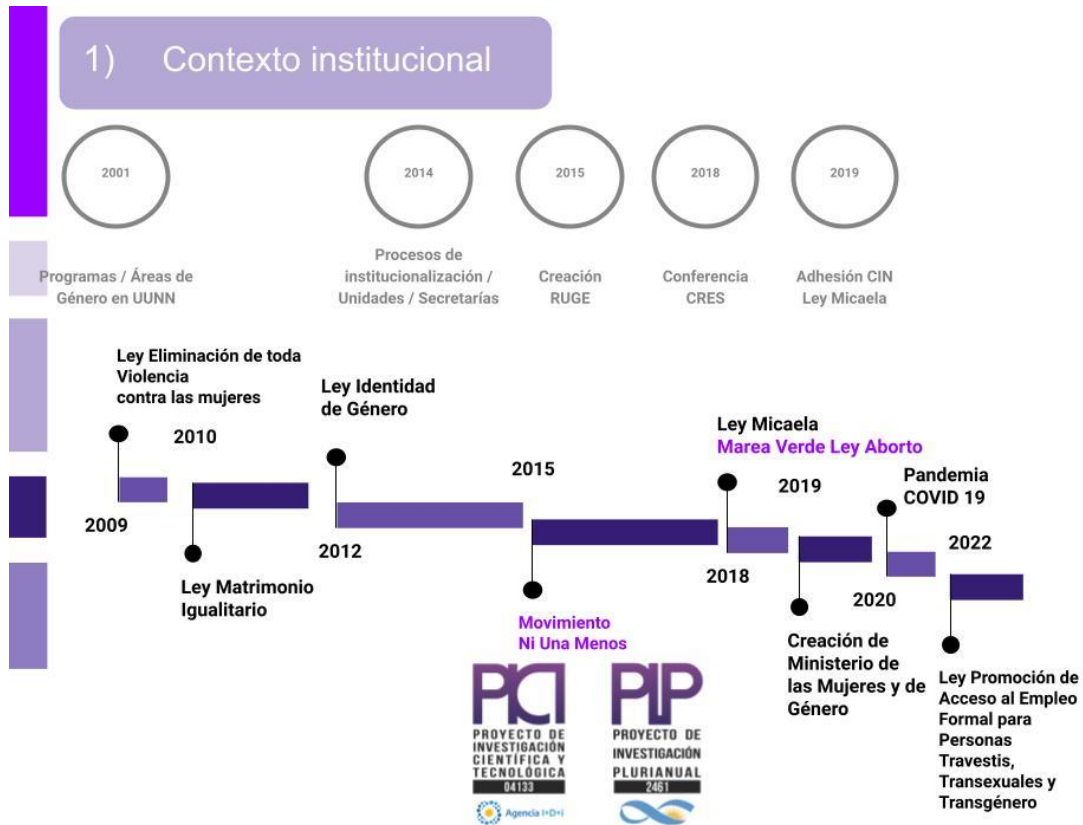 1) Contexto institucional
2001
2014
2015
2018
2019
Programas / Áreas de
Género en UUNN
Procesos de
institucionalización /
Unidades / Secretarías
Creación
RUGE
Conferencia
CRES
Adhesión CIN
Ley Micaela
Ley Eliminación de toda
Violencia
contra las mujeres
2009
2010
Ley Matrimonio
Igualitario
Ley Identidad
de Género
2012
2015
Movimiento
Ni Una Menos
Ley Micaela
Marea Verde Ley Aborto
2018
2019
Creación de
Ministerio de
las Mujeres y de
Género
Pandemia
COVID 19
2020
2022
Ley Promoción de
Acceso al Empleo
Formal para
Personas
Travestis,
Transexuales y
Transgénero
PICT
PROYECTO DE
INVESTIGACIÓN
CIENTÍFICA Y
TECNOLÓGICA
04133
Agencia I+D+i
PIP
PROYECTO DE
INVESTIGACIÓN
PLURIANUAL
2461